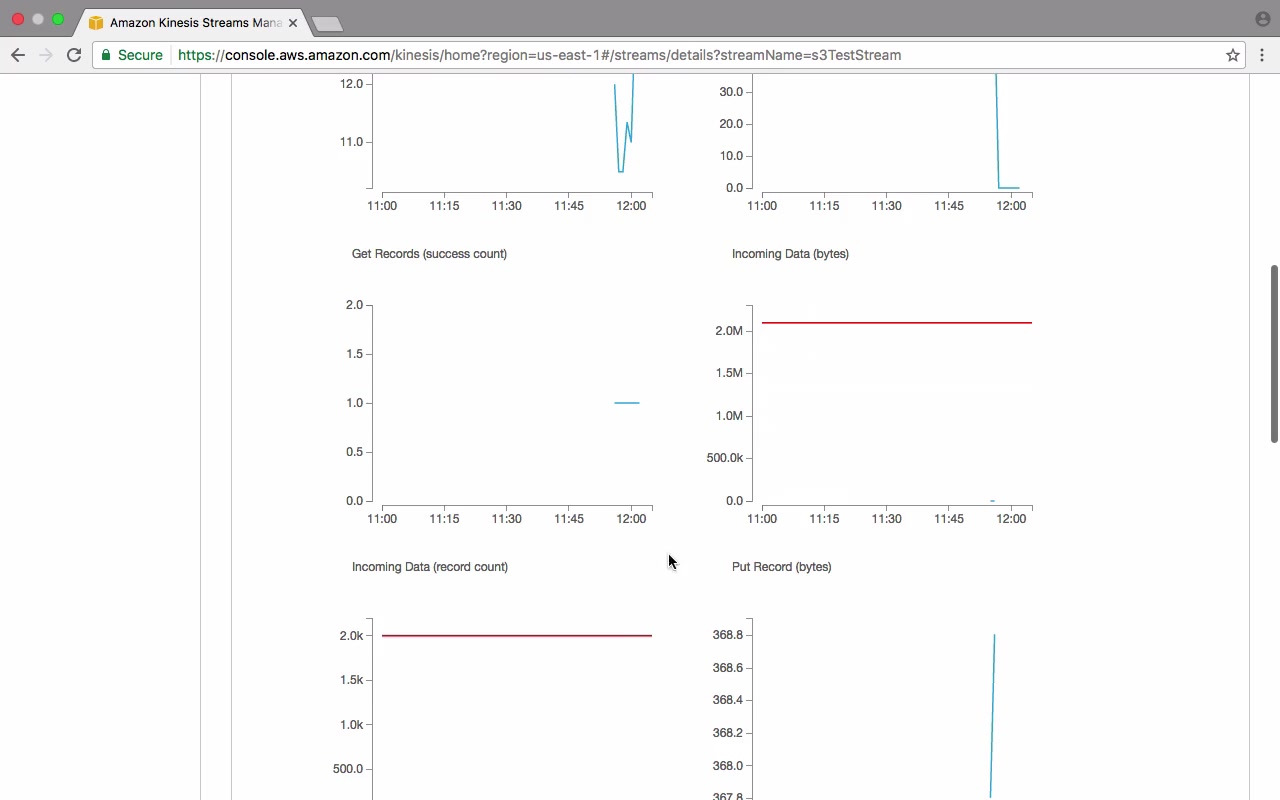 Amazon Kinesis Streams Mana
Secure
https://console.aws.amazon.com/kinesis/home?region=us-east-1#/streams/details?streamName=s3TestStream
12.0
11.0
11:00 11:15 11:30 11:45 12:00
30.0
20.0
10.0
0.0
11:00 11:15 11:30 11:45 12:00
Get Records (success count)
2.0
1.5
1.0
0.5
0.0
11:00 11:15 11:30 11:45 12:00
Incoming Data (bytes)
2.0M
1.5M
1.0M
500.0k
0.0
11:00 11:15 11:30 11:45 12:00
Incoming Data (record count)
2.0k
1.5k
1.0k
500.0
Put Record (bytes)
368.8
368.6
368.4
368.2
368.0
367.8